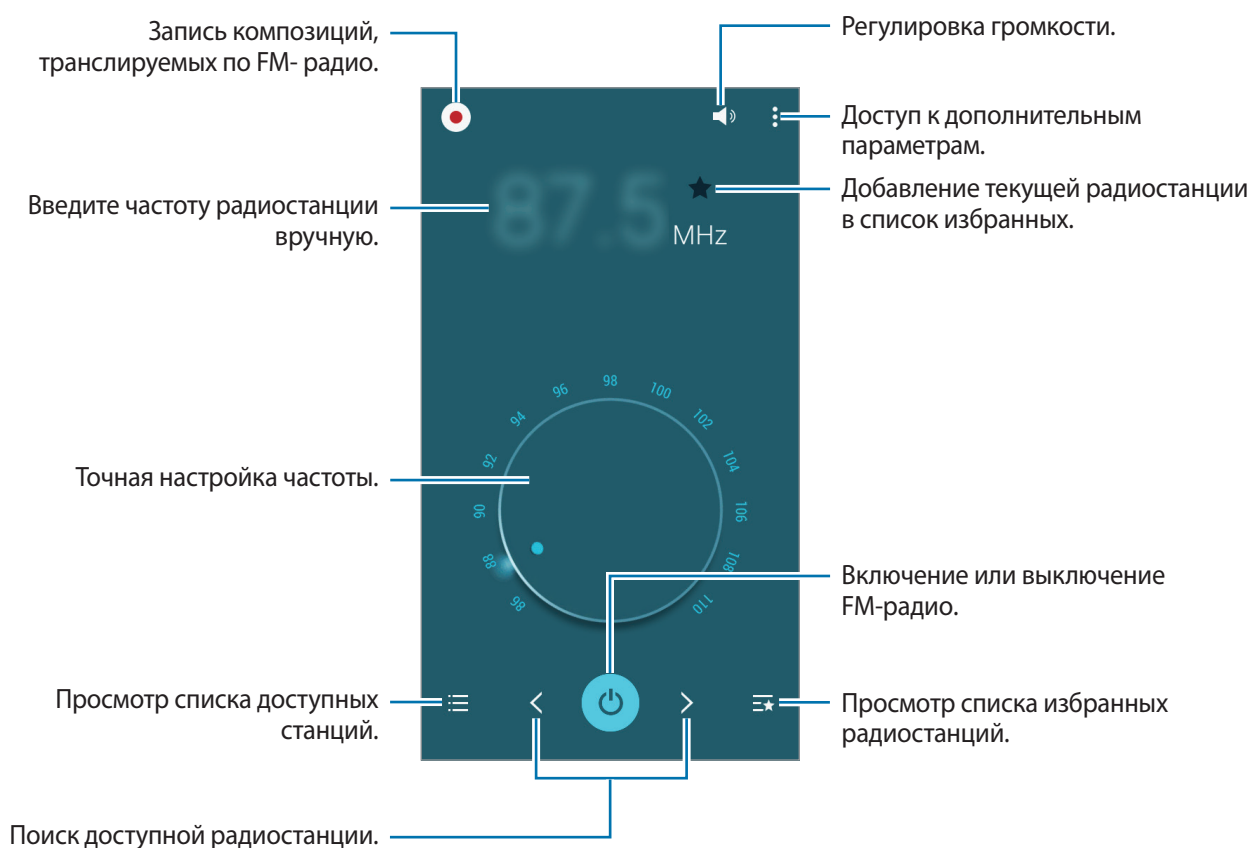 Запись композиций,
транслируемых по FM- радио.
Регулировка громкости.
Доступ к дополнительным
параметрам.
Введите частоту радиостанции
вручную.
87.5
MHz
Добавление текущей радиостанции
в список избранных.
Точная настройка частоты.
86
88
90
92
94
96
98
100
102
104
106
108
110
Включение или выключение
FM-радио.
Просмотр списка доступных
станций.
Просмотр списка избранных
радиостанций.
Поиск доступной радиостанции.